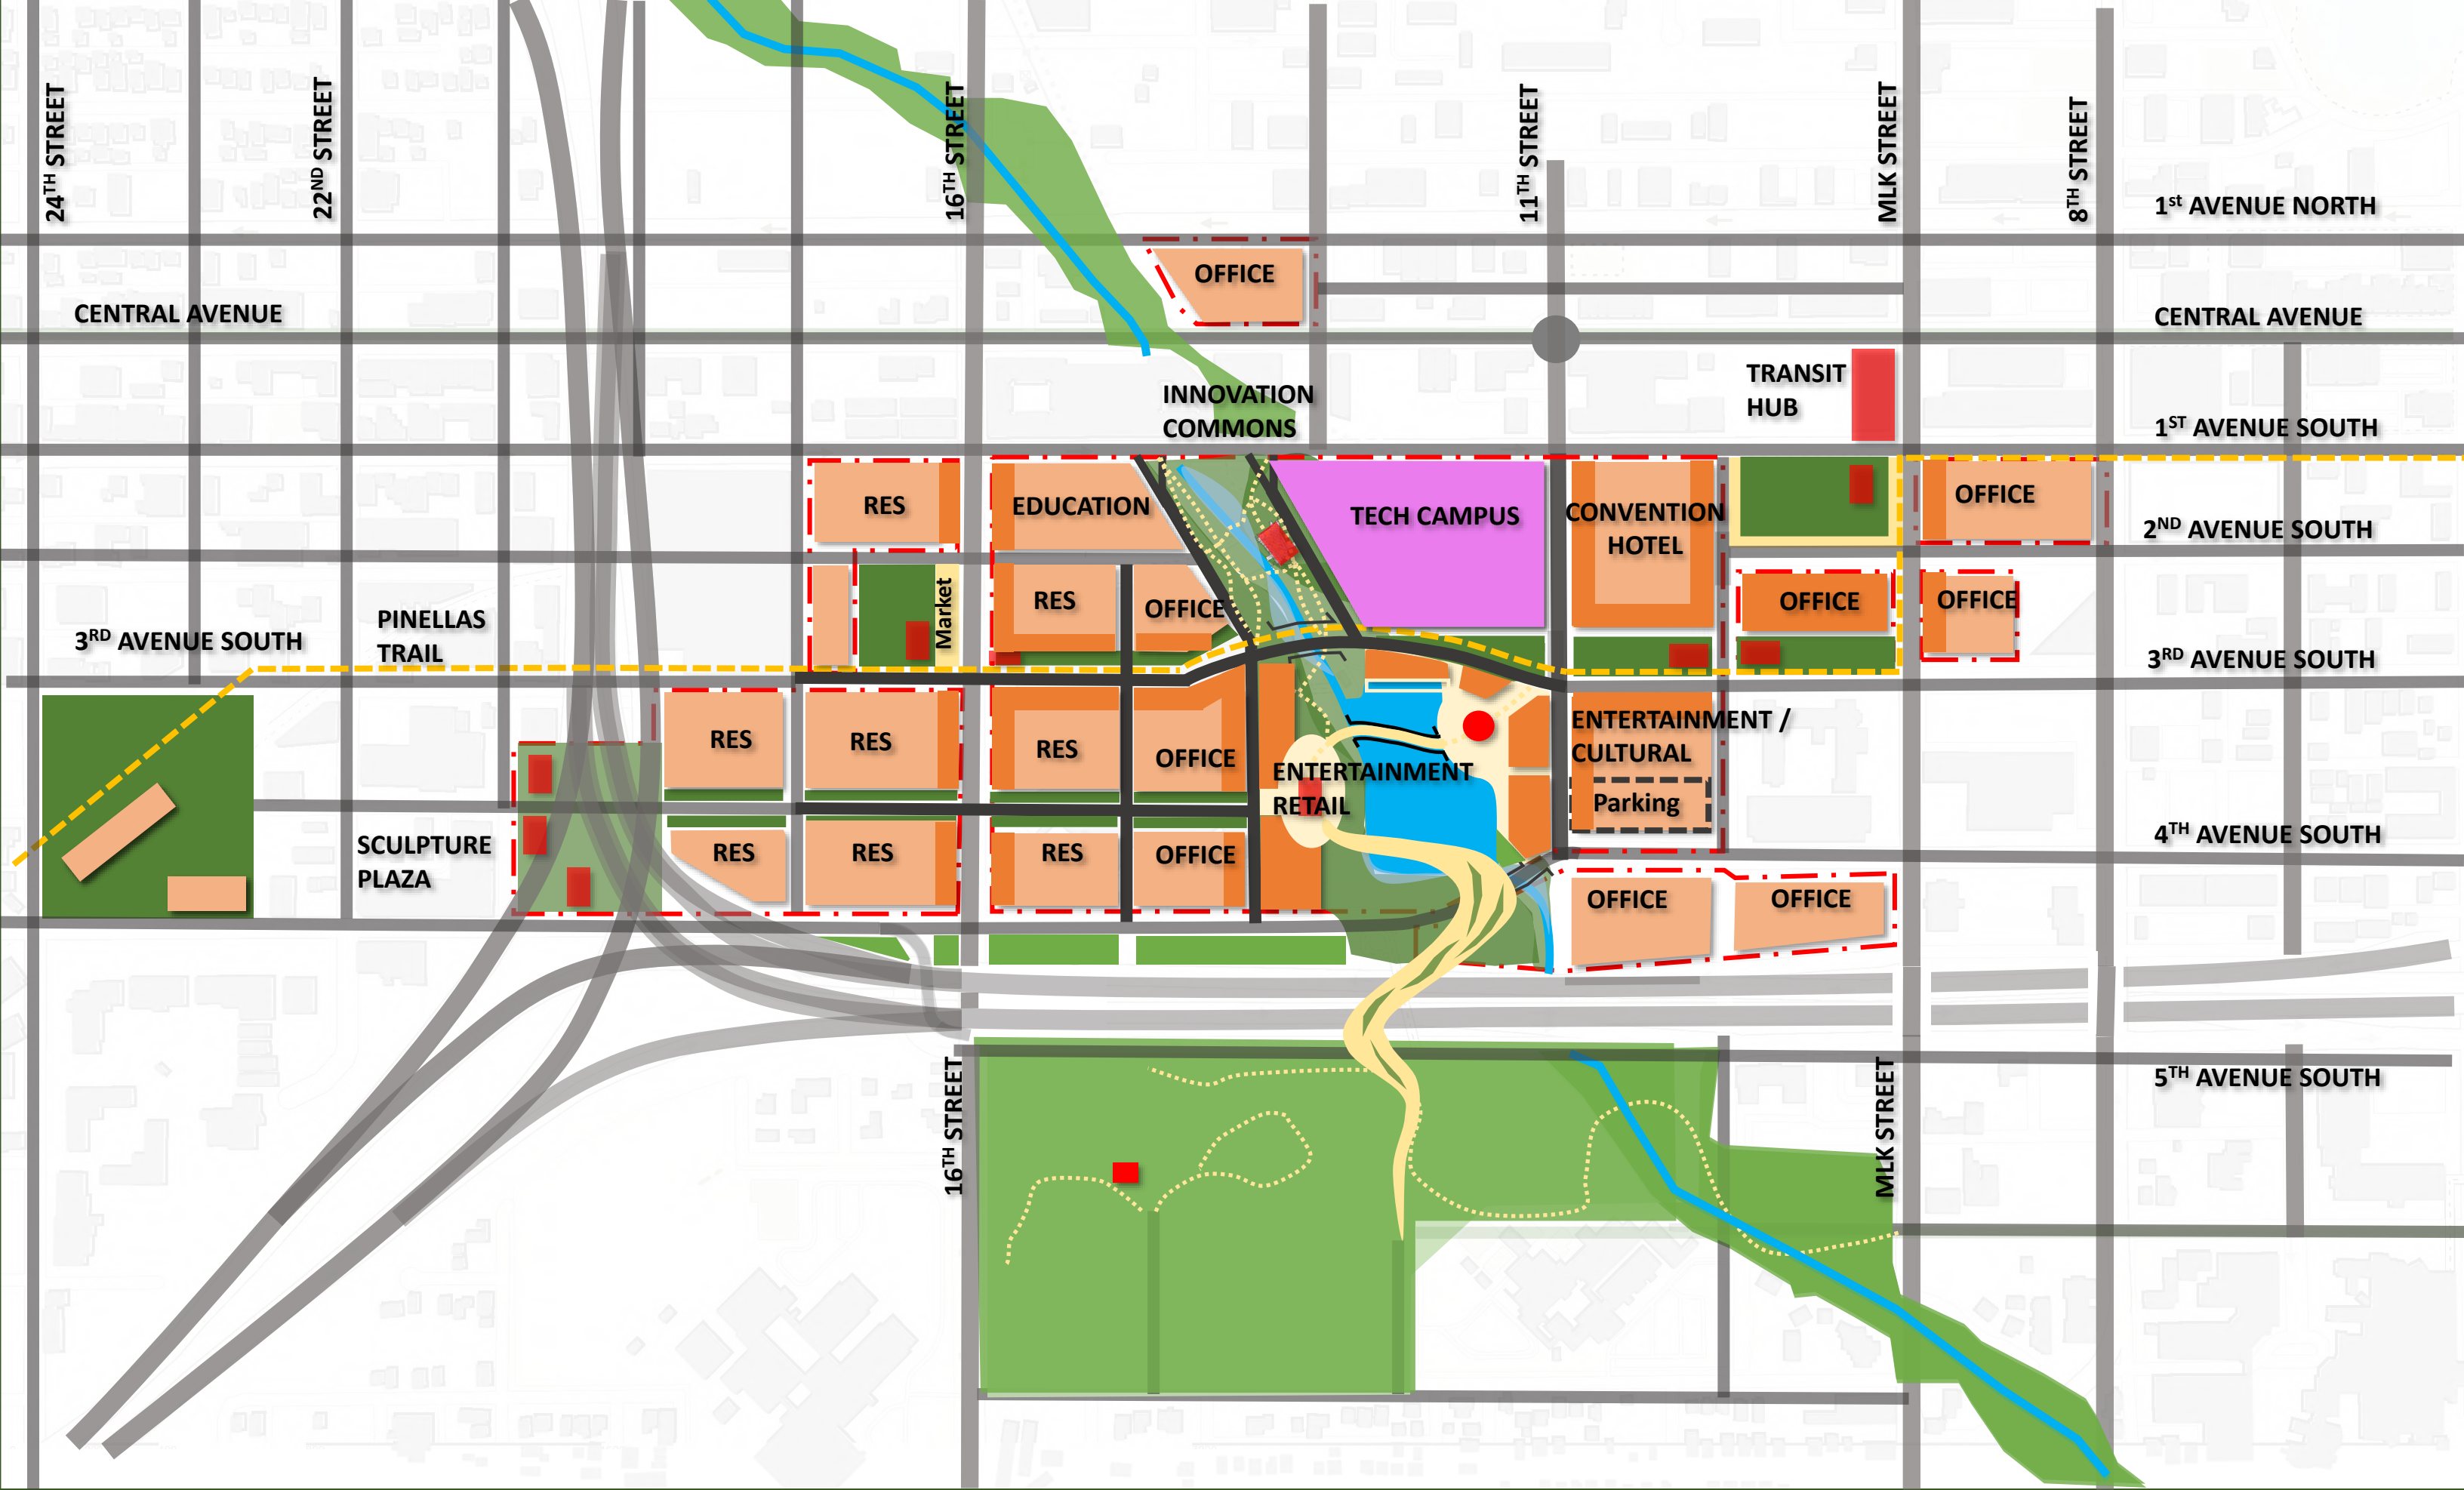 24TH STREET
22ND STREET
16TH STREET
11TH STREET
MLK STREET
8TH STREET
1st AVENUE NORTH
OFFICE
CENTRAL AVENUE
CENTRAL AVENUE
TRANSIT
HUB
INNOVATION
COMMONS
1ST AVENUE SOUTH
RES
EDUCATION
TECH CAMPUS
CONVENTION
HOTEL
OFFICE
2ND AVENUE SOUTH
Market
RES
OFFICE
OFFICE
OFFICE
PINELLAS
TRAIL
3RD AVENUE SOUTH
3RD AVENUE SOUTH
RES
RES
RES
OFFICE
ENTERTAINMENT
RETAIL
ENTERTAINMENT /
CULTURAL
Parking
SCULPTURE
PLAZA
RES
RES
RES
OFFICE
4TH AVENUE SOUTH
OFFICE
OFFICE
16TH STREET
MLK STREET
5TH AVENUE SOUTH